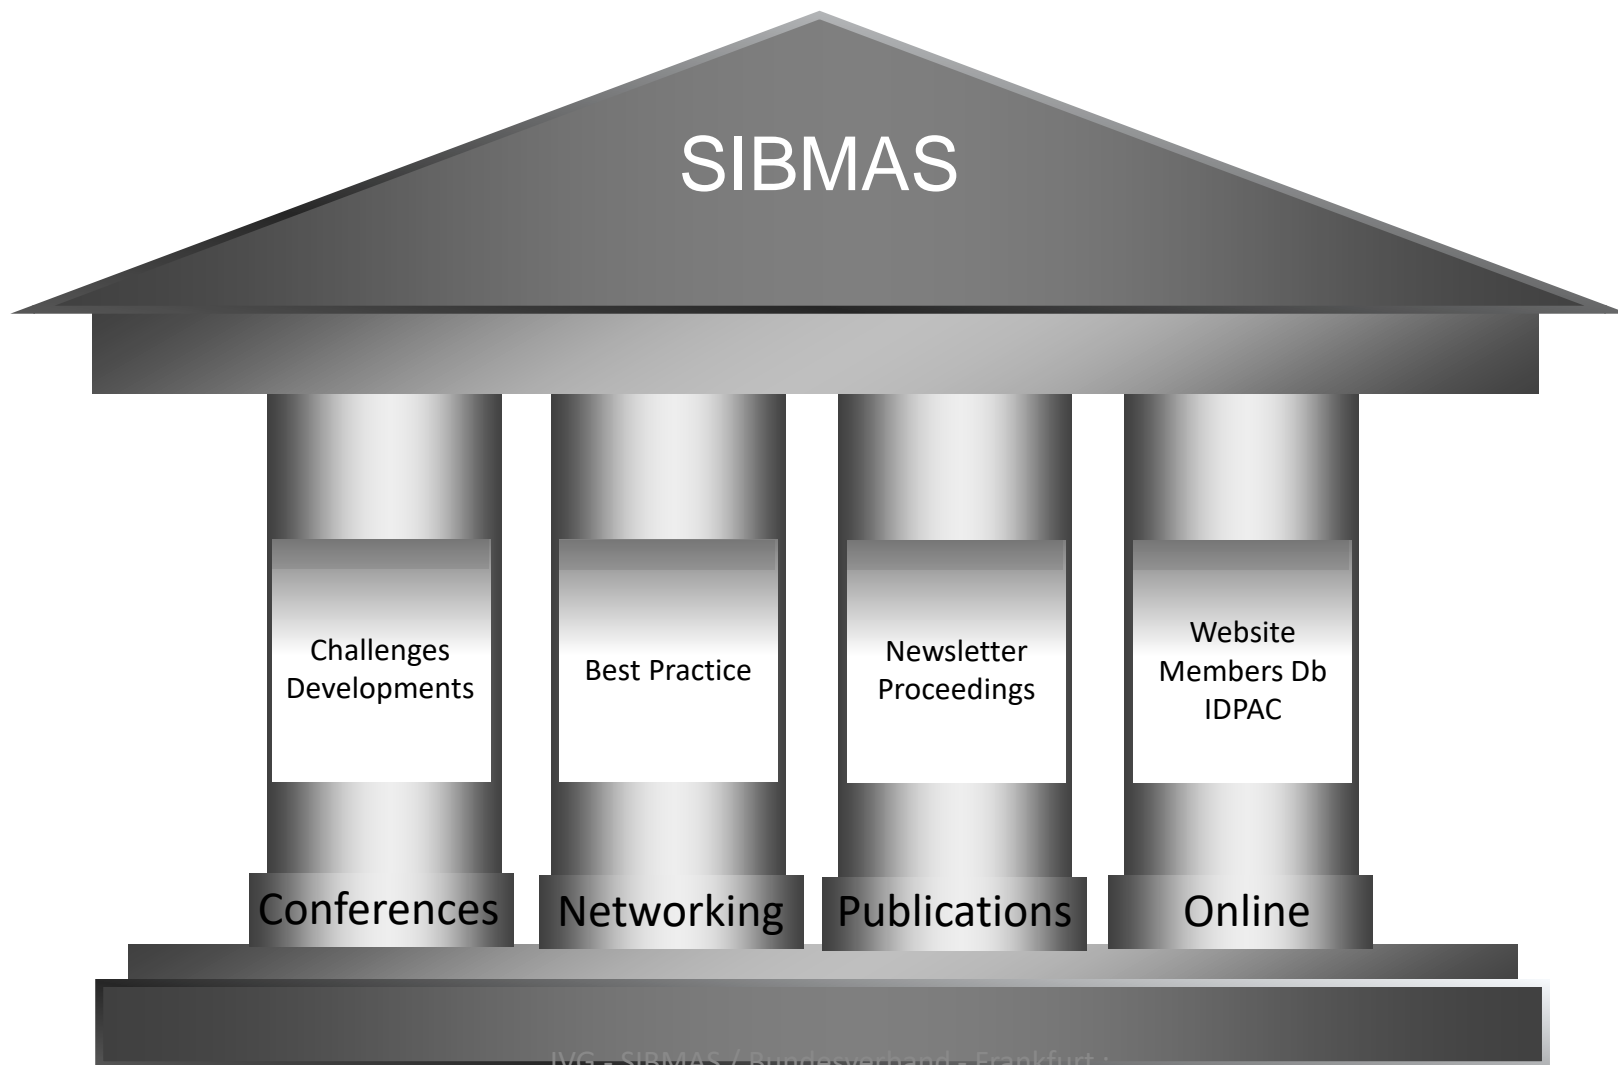 SIBMAS
Challenges
Developments
Best Practice
Newsletter
Proceedings
Website
Members Db
IDPAC
Conferences
Networking
Publications
Online
IVG - SIBMAS / Bundesverband - Frankfurt :